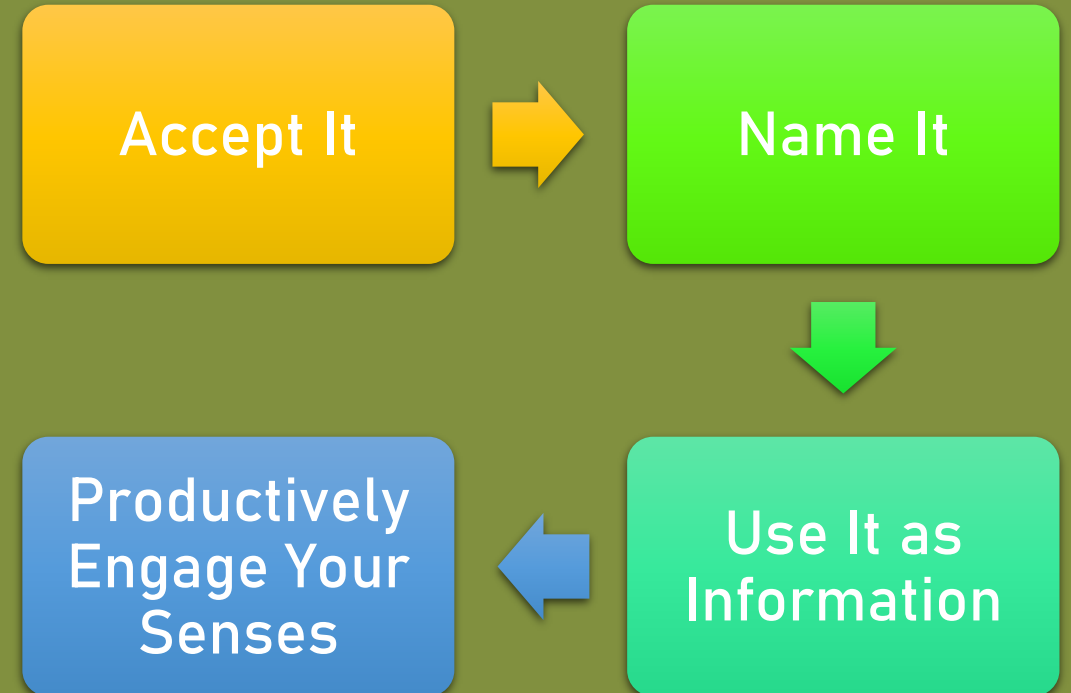 Accept It
Name It
Use It as
Information
Productively
Engage Your
Senses